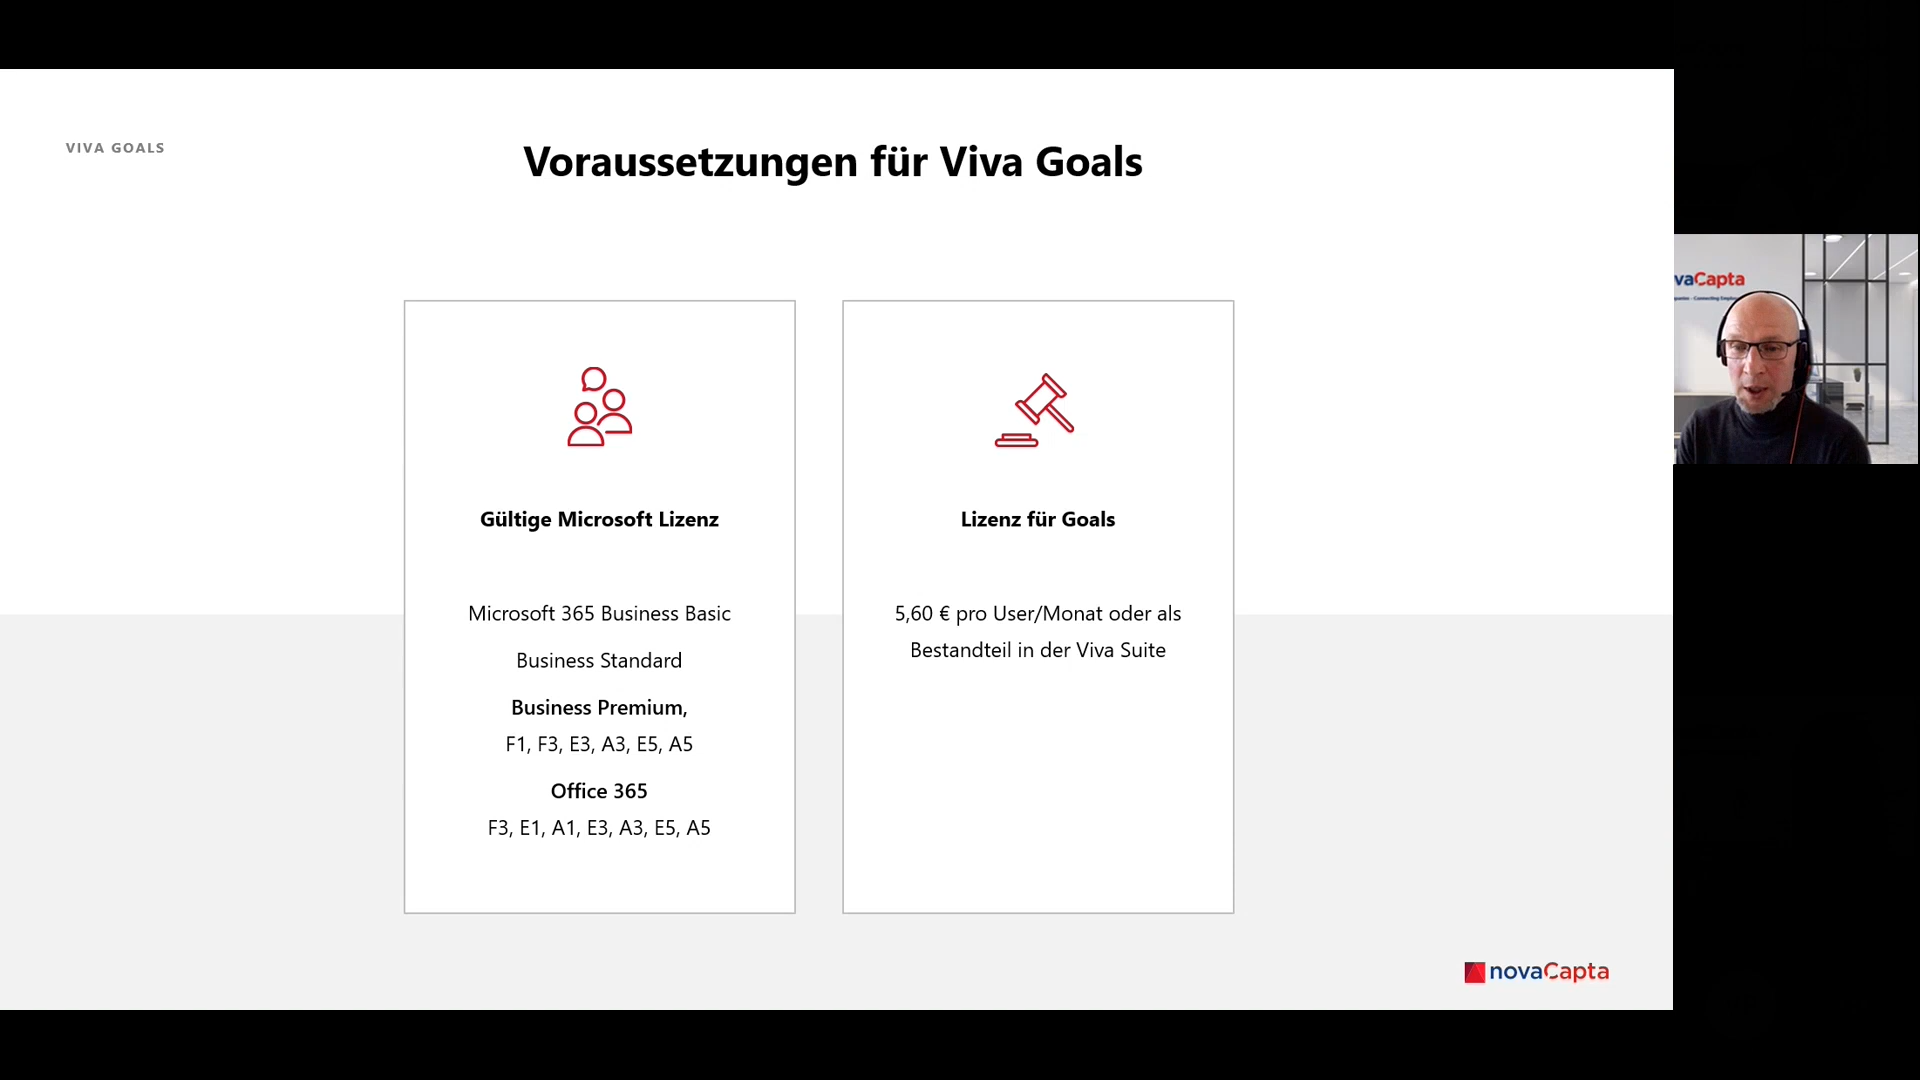 VIVA GOALS
Voraussetzungen für Viva Goals
Gültige Microsoft Lizenz
Microsoft 365 Business Basic
Business Standard
Business Premium,
F1, F3, E3, A3, E5, A5
Office 365
F3, E1, A1, E3, A3, E5, A5
Lizenz für Goals
5,60 € pro User/Monat oder als
Bestandteil in der Viva Suite
novaCapta
vaCapta